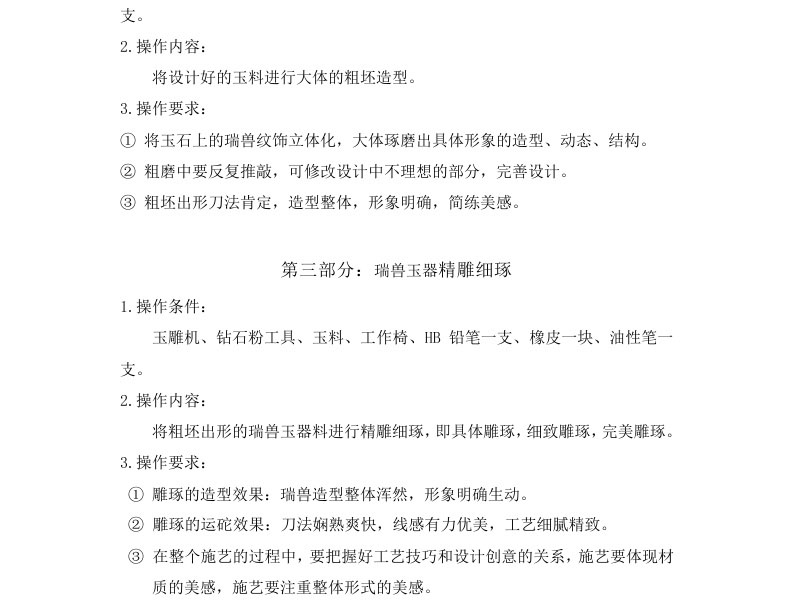 支。
2.操作内容：
将设计好的玉料进行大体的粗坯造型。
3.操作要求：
① 将玉石上的瑞兽纹饰立体化，大体琢磨出具体形象的造型、动态、结构。
② 粗磨中要反复推敲，可修改设计中不理想的部分，完善设计。
③ 粗坯出形刀法肯定，造型整体，形象明确，简练美感。
第三部分：瑞兽玉器精雕细琢
1.操作条件：
玉雕机、钻石粉工具、玉料、工作椅、HB 铅笔一支、橡皮一块、油性笔一
支。
2.操作内容：
将粗坯出形的瑞兽玉器料进行精雕细琢，即具体雕琢，细致雕琢，完美雕琢。
3.操作要求：
① 雕琢的造型效果：瑞兽造型整体浑然，形象明确生动。
② 雕琢的运砣效果：刀法娴熟爽快，线感有力优美，工艺细腻精致。
③ 在整个施艺的过程中，要把握好工艺技巧和设计创意的关系，施艺要体现材
质的美感，施艺要注重整体形式的美感。